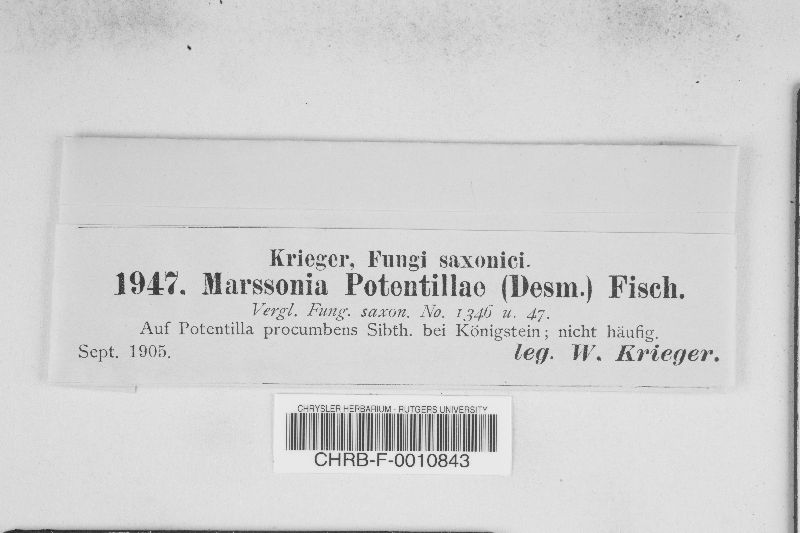 Krieger, Fungi saxonici.
1947. Marssonia Potentillae (Desm.) Fisch.
Vergl. Fung. saxon. No. 1346 u. 47.
Auf Potentilla procumbens Sibth. bei Königstein; nicht häufig.
Sept. 1905. leg. W. Krieger.
CHRYSLER HERBARIUM - RUTGERS UNIVERSITY
CHRB-F-0010843